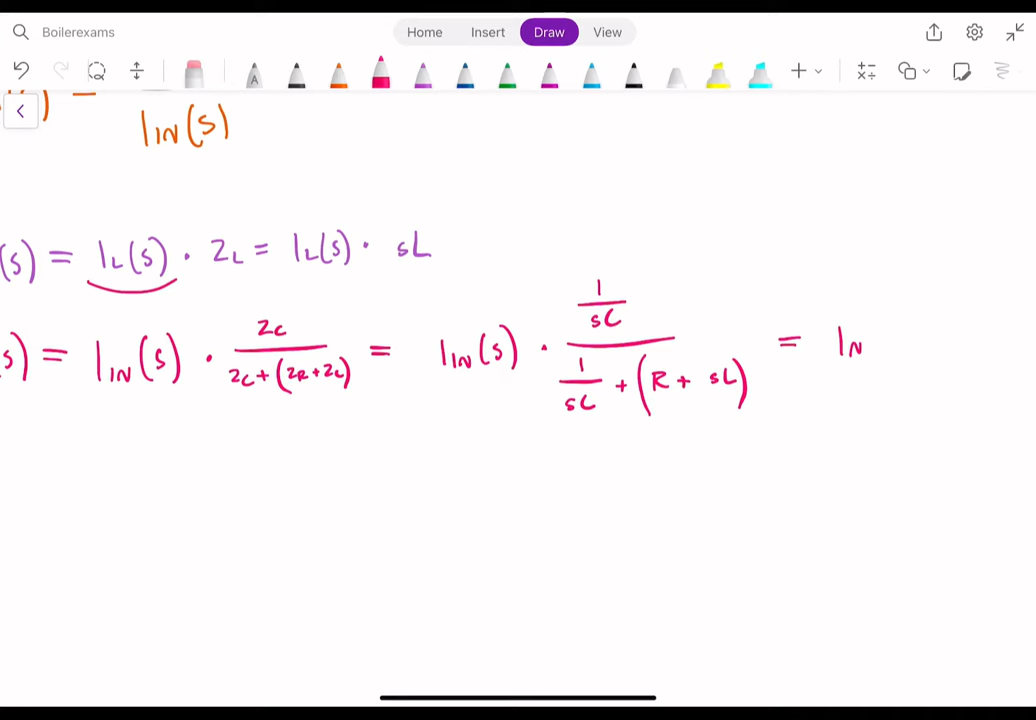 Boilerexams
Home Insert Draw View
A
) =
IIN(s)
(s) = IL(s) · ZL = IL(s) · sL
s) = IIN(s) · ZC / ZC + (ZR + ZL) = IIN(s) · 1/sC / 1/sC + (R + sL) = IN